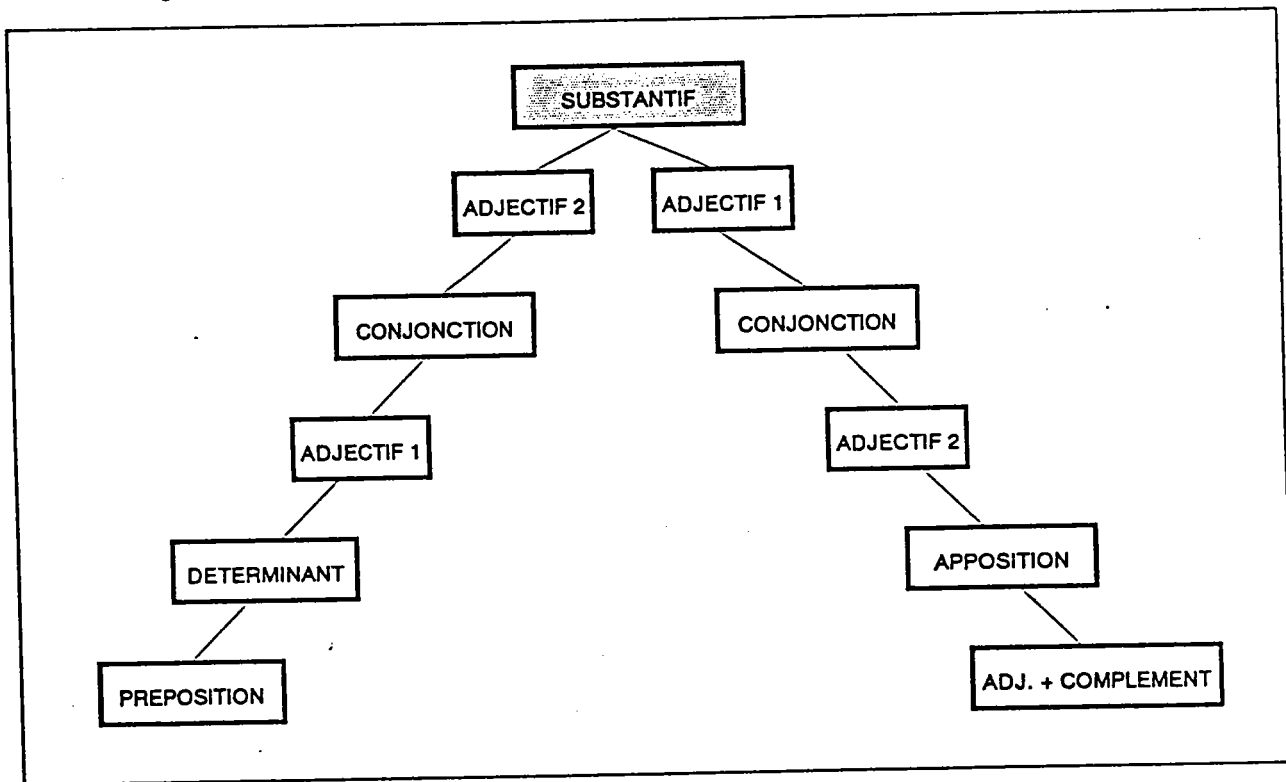 SUBSTANTIF
ADJECTIF 2
ADJECTIF 1
CONJONCTION
CONJONCTION
ADJECTIF 1
ADJECTIF 2
DETERMINANT
APPOSITION
PREPOSITION
ADJ. + COMPLEMENT